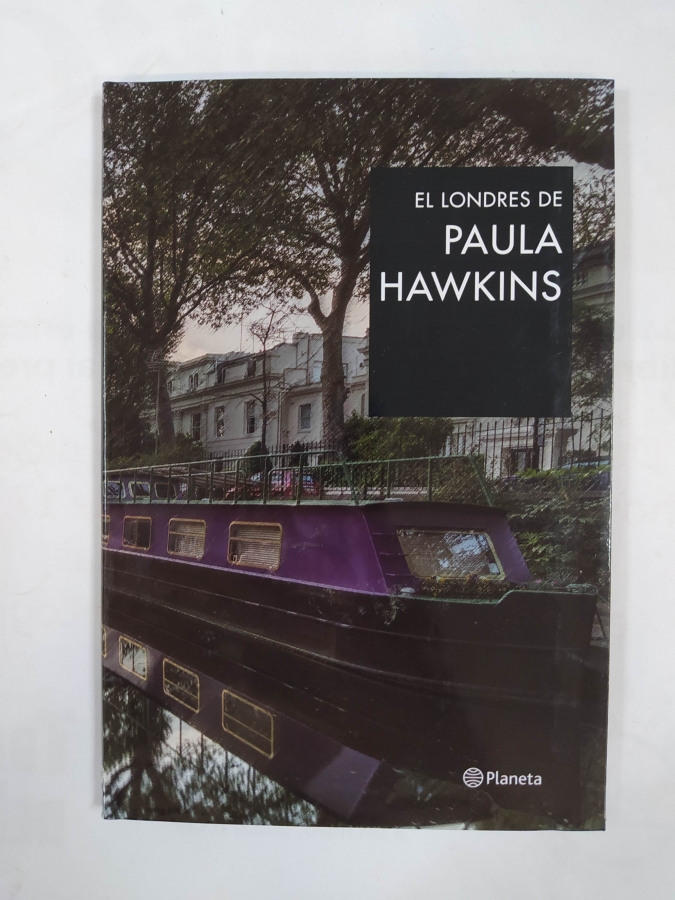 EL LONDRES DE
PAULA
HAWKINS
Planeta